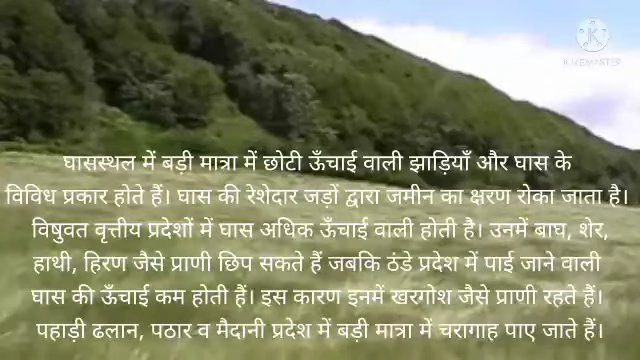 KINEMASTER
घासस्थल में बड़ी मात्रा में छोटी ऊँचाई वाली झाड़ियाँ और घास के
विविध प्रकार होते हैं। घास की रेशेदार जड़ों द्वारा जमीन का क्षरण रोका जाता है।
विषुवत वृत्तीय प्रदेशों में घास अधिक ऊँचाई वाली होती है। उनमें बाघ, शेर,
हाथी, हिरण जैसे प्राणी छिप सकते हैं जबकि ठंडे प्रदेश में पाई जाने वाली
घास की ऊँचाई कम होती हैं। इस कारण इनमें खरगोश जैसे प्राणी रहते हैं।
पहाड़ी ढलान, पठार व मैदानी प्रदेश में बड़ी मात्रा में चरागाह पाए जाते हैं।